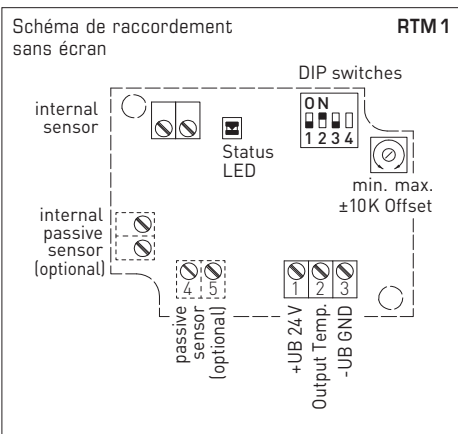 Schéma de raccordement
sans écran
RTM 1
DIP switches
internal
sensor
ON
1 2 3 4
Status
LED
min. max.
±10K Offset
internal
passive
sensor
(optional)
4 5
1 2 3
passive
sensor
(optional)
+UB 24 V
Output Temp.
-UB GND